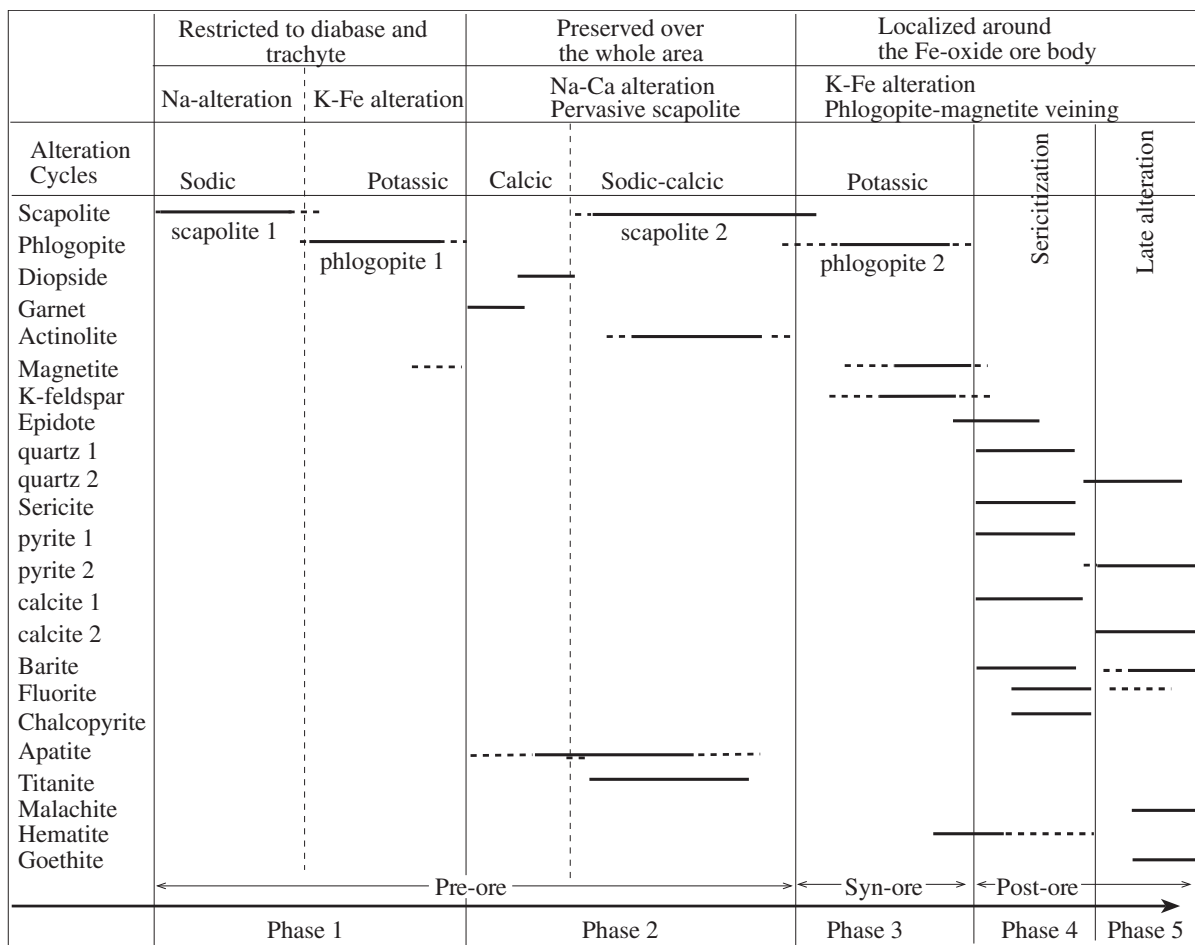 Restricted to diabase and
trachyte
Preserved over
the whole area
Localized around
the Fe-oxide ore body
Na-alteration
K-Fe alteration
Na-Ca alteration
Pervasive scapolite
K-Fe alteration
Phlogopite-magnetite veining
Alteration
Cycles
Sodic
Potassic
Calcic
Sodic-calcic
Potassic
Sericitization
Late alteration
Scapolite
scapolite 1
scapolite 2
Phlogopite
phlogopite 1
phlogopite 2
Diopside
Garnet
Actinolite
Magnetite
K-feldspar
Epidote
quartz 1
quartz 2
Sericite
pyrite 1
pyrite 2
calcite 1
calcite 2
Barite
Fluorite
Chalcopyrite
Apatite
Titanite
Malachite
Hematite
Goethite
Pre-ore
Syn-ore
Post-ore
Phase 1
Phase 2
Phase 3
Phase 4
Phase 5